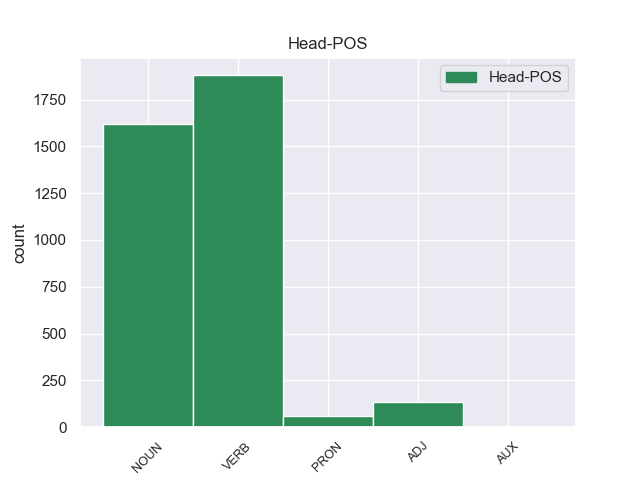 Head-POS
Head-POS
1750
1500
1250
1000
750
500
250
0
count
NOUN
VERB
PRON
ADJ
AUX